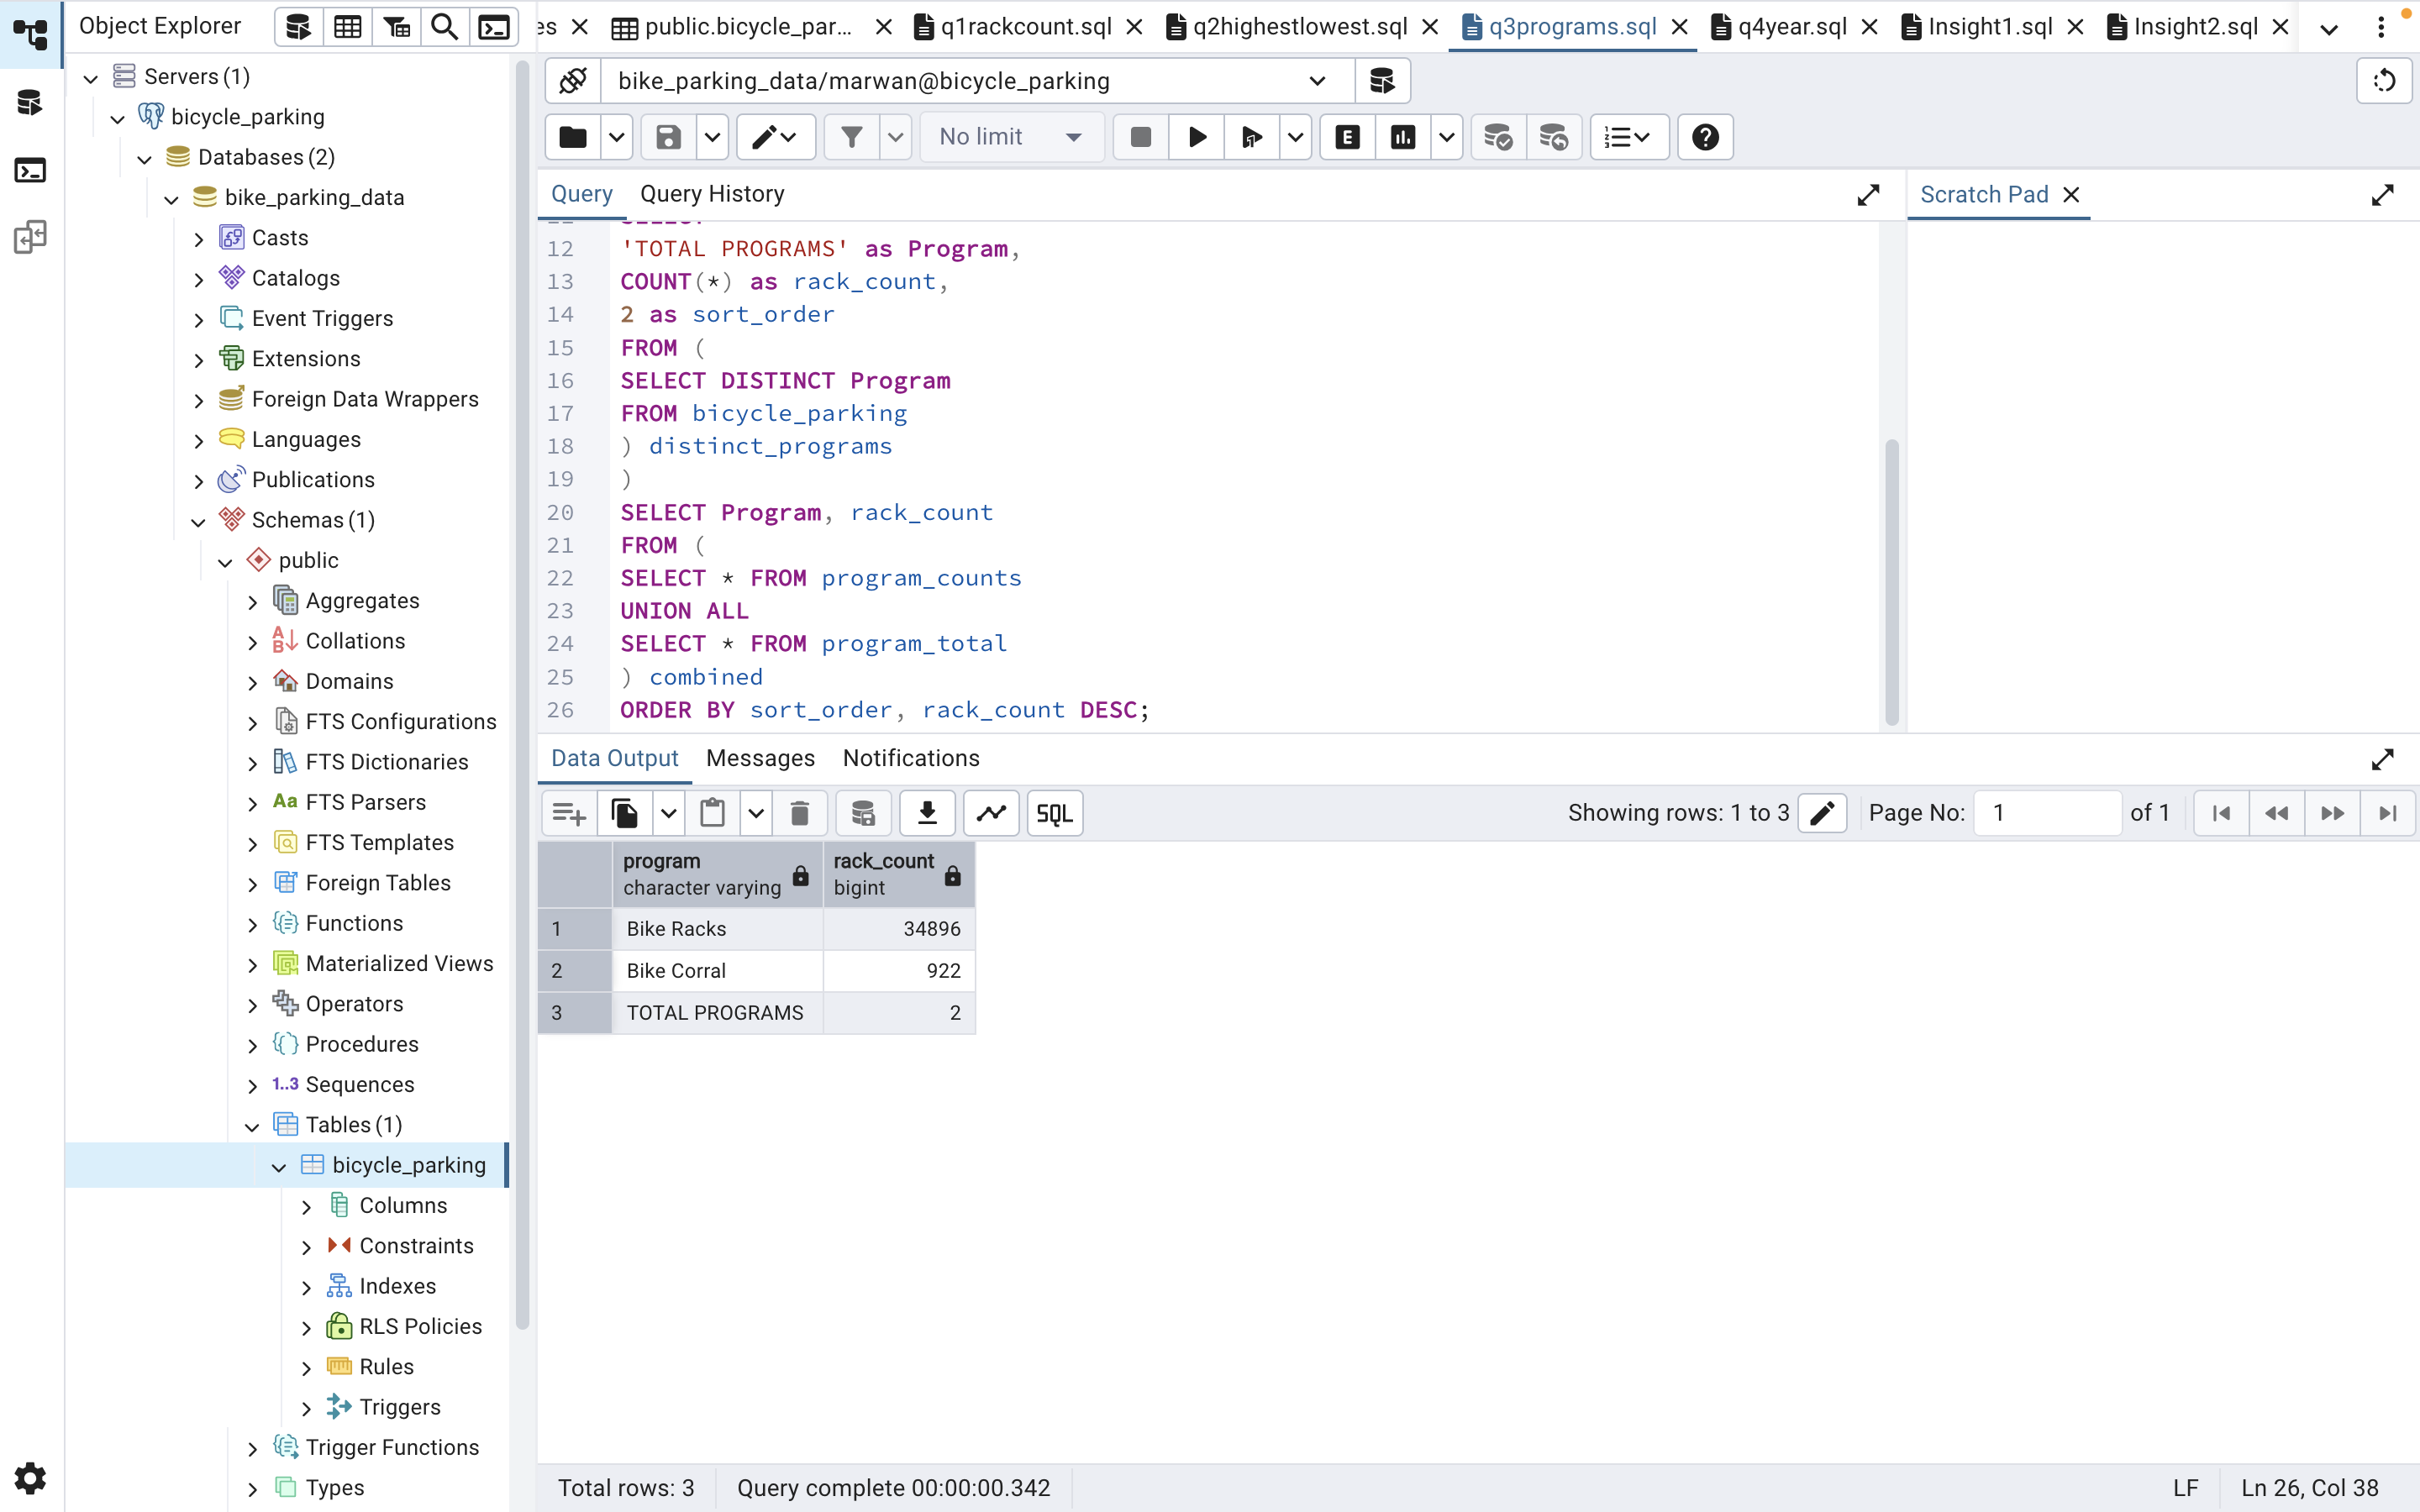 Object Explorer
Servers (1)
bicycle_parking
Databases (2)
bike_parking_data
Casts
Catalogs
Event Triggers
Extensions
Foreign Data Wrappers
Languages
Publications
Schemas (1)
public
Aggregates
Collations
Domains
FTS Configurations
FTS Dictionaries
Aa FTS Parsers
FTS Templates
Foreign Tables
Functions
Materialized Views
Operators
Procedures
1..3 Sequences
Tables (1)
bicycle_parking
Columns
Constraints
Indexes
RLS Policies
Rules
Triggers
Trigger Functions
Types
es public.bicycle_par... q1rackcount.sql q2highestlowest.sql q3programs.sql q4year.sql Insight1.sql Insight2.sql
bike_parking_data/marwan@bicycle_parking
No limit E
Query Query History
Scratch Pad
11 SELECT
12 'TOTAL PROGRAMS' as Program,
13 COUNT(*) as rack_count,
14 2 as sort_order
15 FROM (
16 SELECT DISTINCT Program
17 FROM bicycle_parking
18 ) distinct_programs
19 )
20 SELECT Program, rack_count
21 FROM (
22 SELECT * FROM program_counts
23 UNION ALL
24 SELECT * FROM program_total
25 ) combined
26 ORDER BY sort_order, rack_count DESC;
Data Output Messages Notifications
SQL Showing rows: 1 to 3 Page No: 1 of 1
program rack_count
character varying bigint
1 Bike Racks 34896
2 Bike Corral 922
3 TOTAL PROGRAMS 2
Total rows: 3 Query complete 00:00:00.342 LF Ln 26, Col 38